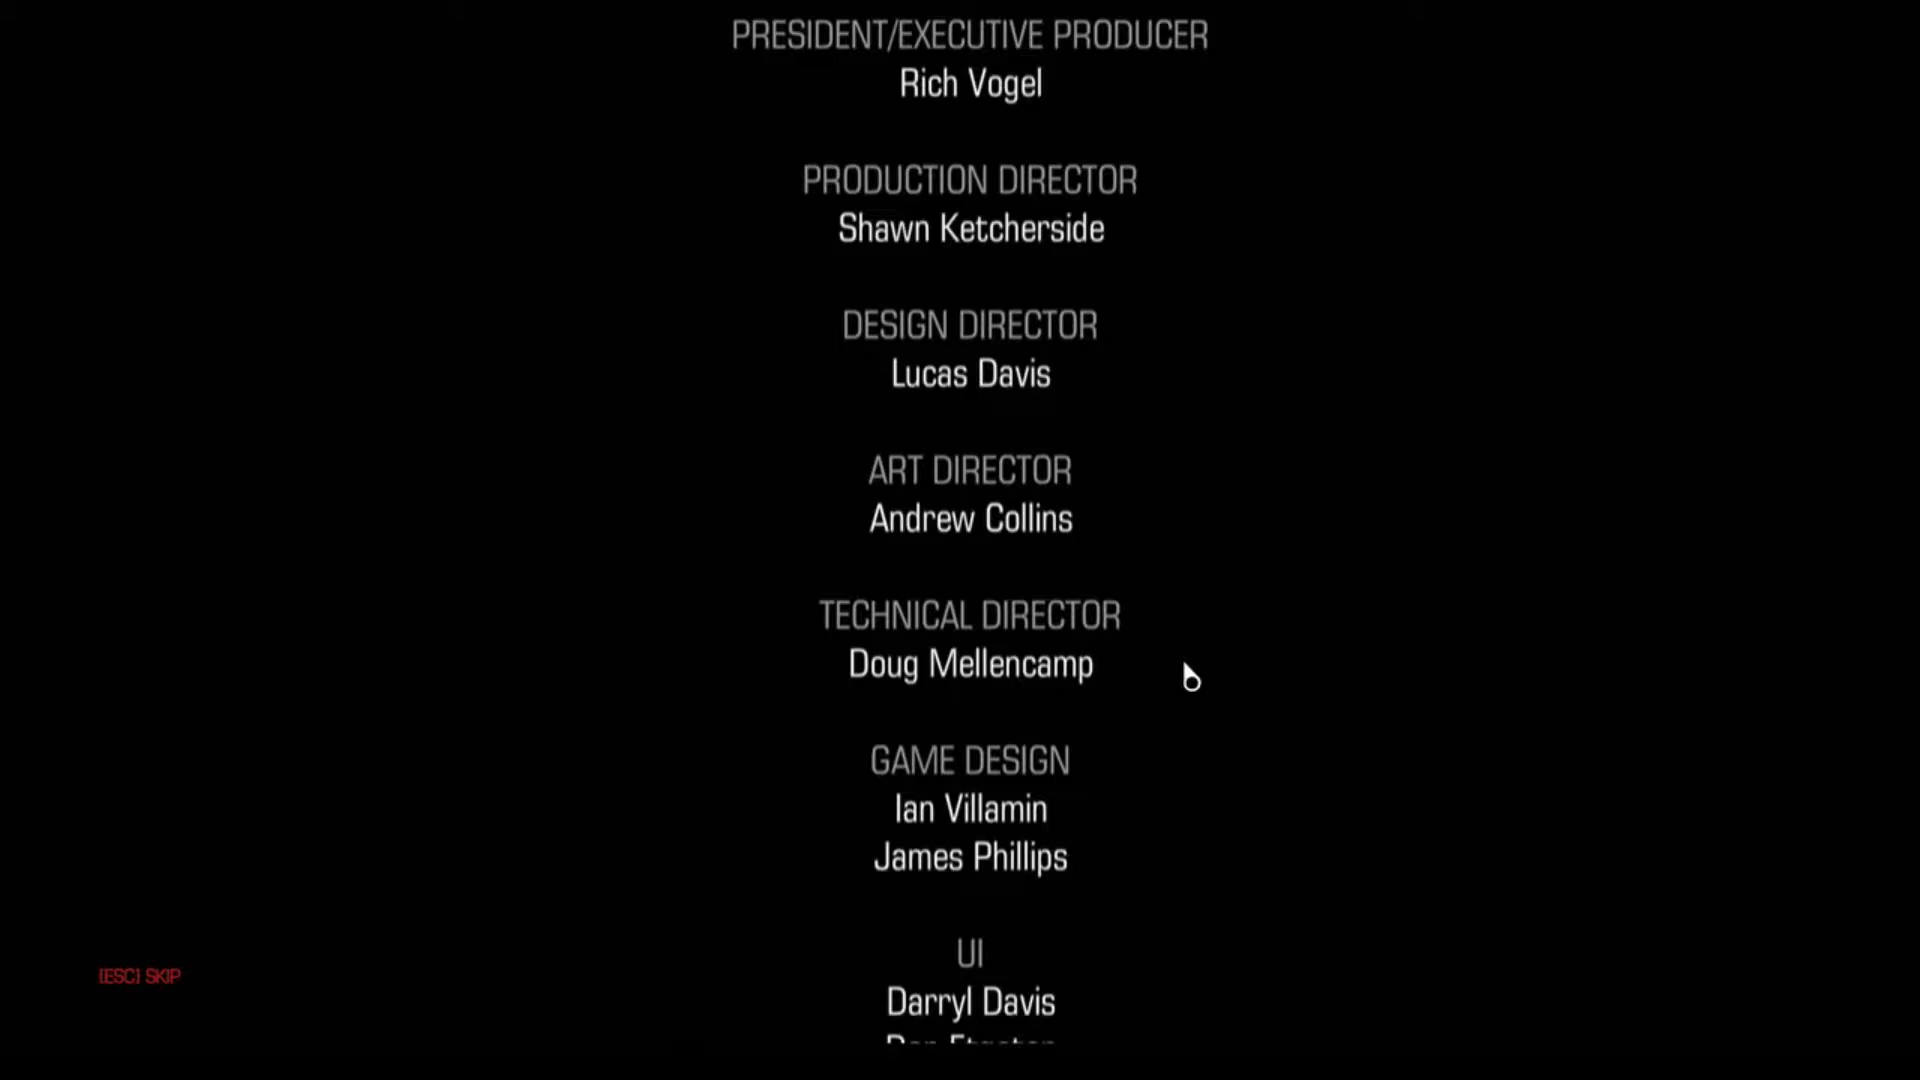 PRESIDENT/EXECUTIVE PRODUCER
Rich Vogel
PRODUCTION DIRECTOR
Shawn Ketcherside
DESIGN DIRECTOR
Lucas Davis
ART DIRECTOR
Andrew Collins
TECHNICAL DIRECTOR
Doug Mellencamp
GAME DESIGN
Ian Villamin
James Phillips
UI
[ESC] SKIP
Darryl Davis